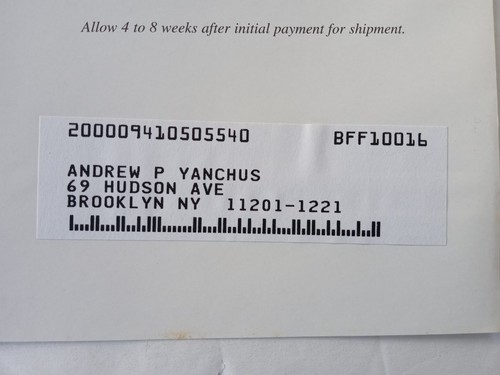 Allow 4 to 8 weeks after initial payment for shipment.
200009410505540 BFF10016
ANDREW P YANCHUS
69 HUDSON AVE
BROOKLYN NY 11201-1221